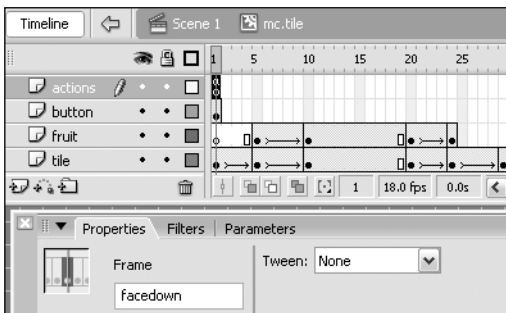 Timeline Scene 1 mc.tile
1 5 10 15 20 25
actions
button
fruit
tile
1 18.0 fps 0.0s
Properties Filters Parameters
Frame Tween: None
facedown